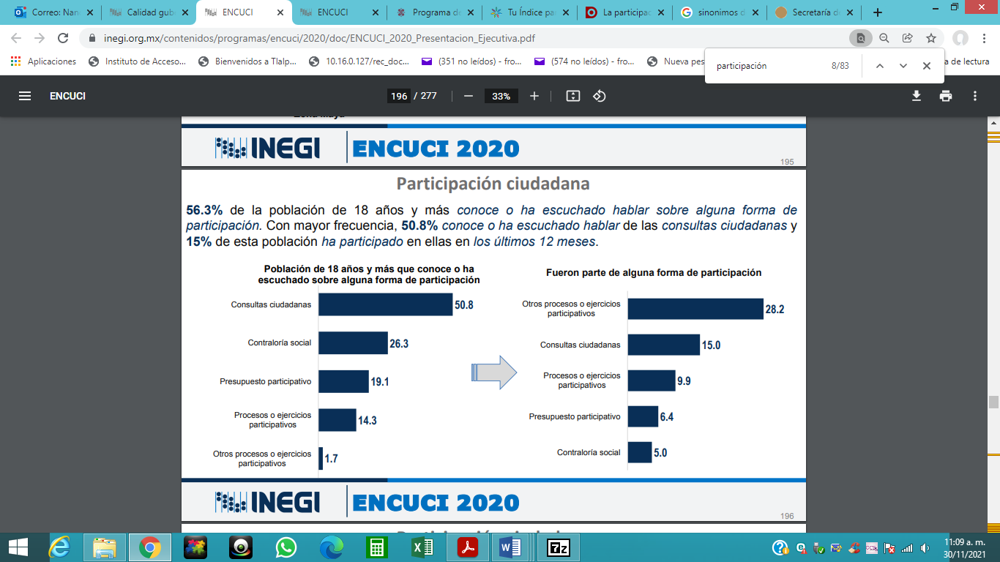 Correo: Nan
Calidad gub
ENCUCI
ENCUCI
Programa de
Tu Índice pa
La participac
sinonimos d
Secretaría d
inegi.org.mx/contenidos/programas/encuci/2020/doc/ENCUCI_2020_Presentacion_Ejecutiva.pdf
Aplicaciones
Instituto de Acceso...
Bienvenidos a Tlalp...
10.16.0.127/rec_doc...
(351 no leídos) - fro...
(574 no leídos) - fro...
Nueva pes
a de lectura
participación
8/83
ENCUCI
196 / 277
33%
INEGI ENCUCI 2020
195
Participación ciudadana
56.3% de la población de 18 años y más conoce o ha escuchado hablar sobre alguna forma de
participación. Con mayor frecuencia, 50.8% conoce o ha escuchado hablar de las consultas ciudadanas y
15% de esta población ha participado en ellas en los últimos 12 meses.
Población de 18 años y más que conoce o ha
escuchado sobre alguna forma de participación
Consultas ciudadanas 50.8
Contraloría social 26.3
Presupuesto participativo 19.1
Procesos o ejercicios
participativos 14.3
Otros procesos o ejercicios
participativos 1.7
Fueron parte de alguna forma de participación
Otros procesos o ejercicios
participativos 28.2
Consultas ciudadanas 15.0
Procesos o ejercicios
participativos 9.9
Presupuesto participativo 6.4
Contraloría social 5.0
INEGI ENCUCI 2020
196
7z
11:09 a. m.
30/11/2021